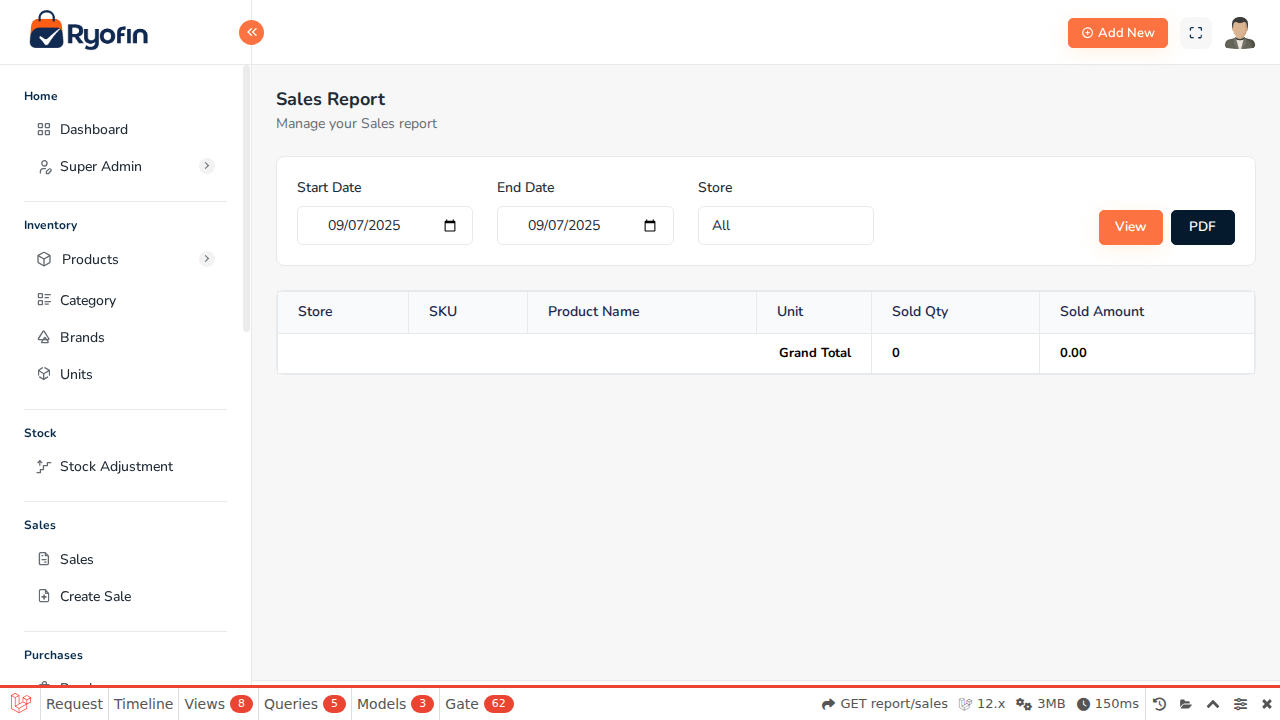 Ryofin
Add New
Home
Dashboard
Super Admin
Inventory
Products
Category
Brands
Units
Stock
Stock Adjustment
Sales
Sales
Create Sale
Purchases
Sales Report
Manage your Sales report
Start Date End Date Store
09/07/2025 09/07/2025 All View PDF
Store SKU Product Name Unit Sold Qty Sold Amount
Grand Total 0 0.00
Request Timeline Views 8 Queries 5 Models 3 Gate 62 GET report/sales 12.x 3MB 150ms